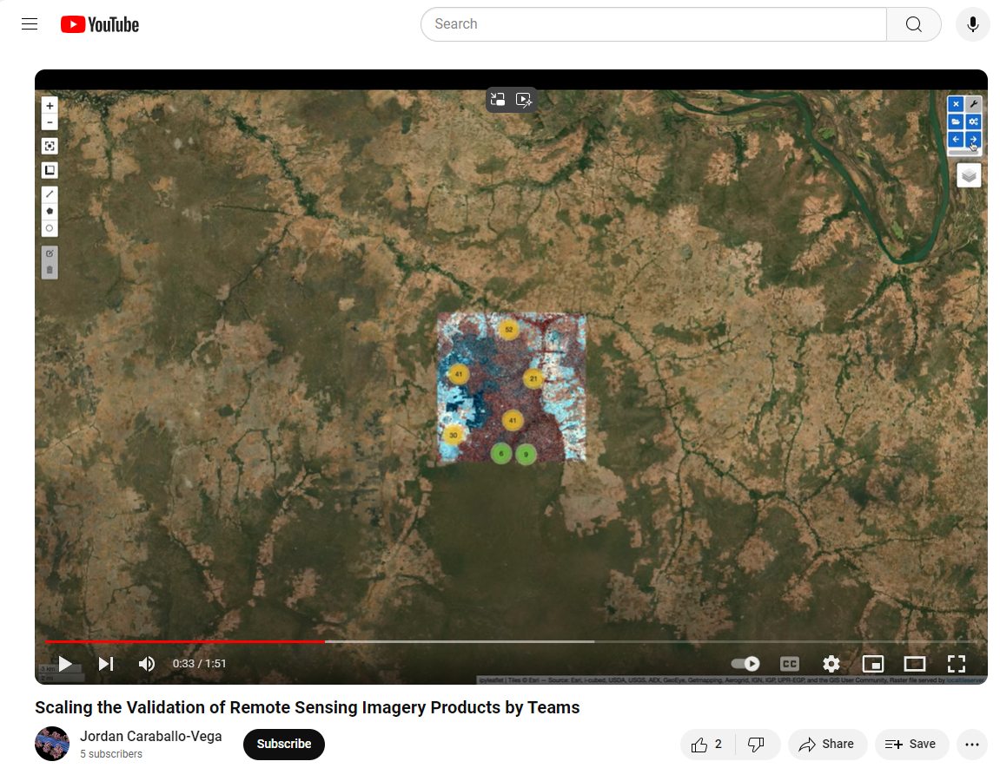 YouTube
Search
+
−
52
41
21
41
30
6
9
0:33 / 1:51
CC
ipyleaflet | Tiles © Esri — Source: Esri, i-cubed, USDA, USGS, AEX, GeoEye, Getmapping, Aerogrid, IGN, IGP, UPR-EGP, and the GIS User Community, Raster file served by localtileserver
Scaling the Validation of Remote Sensing Imagery Products by Teams
Jordan Caraballo-Vega
5 subscribers
Subscribe
2
Share
Save